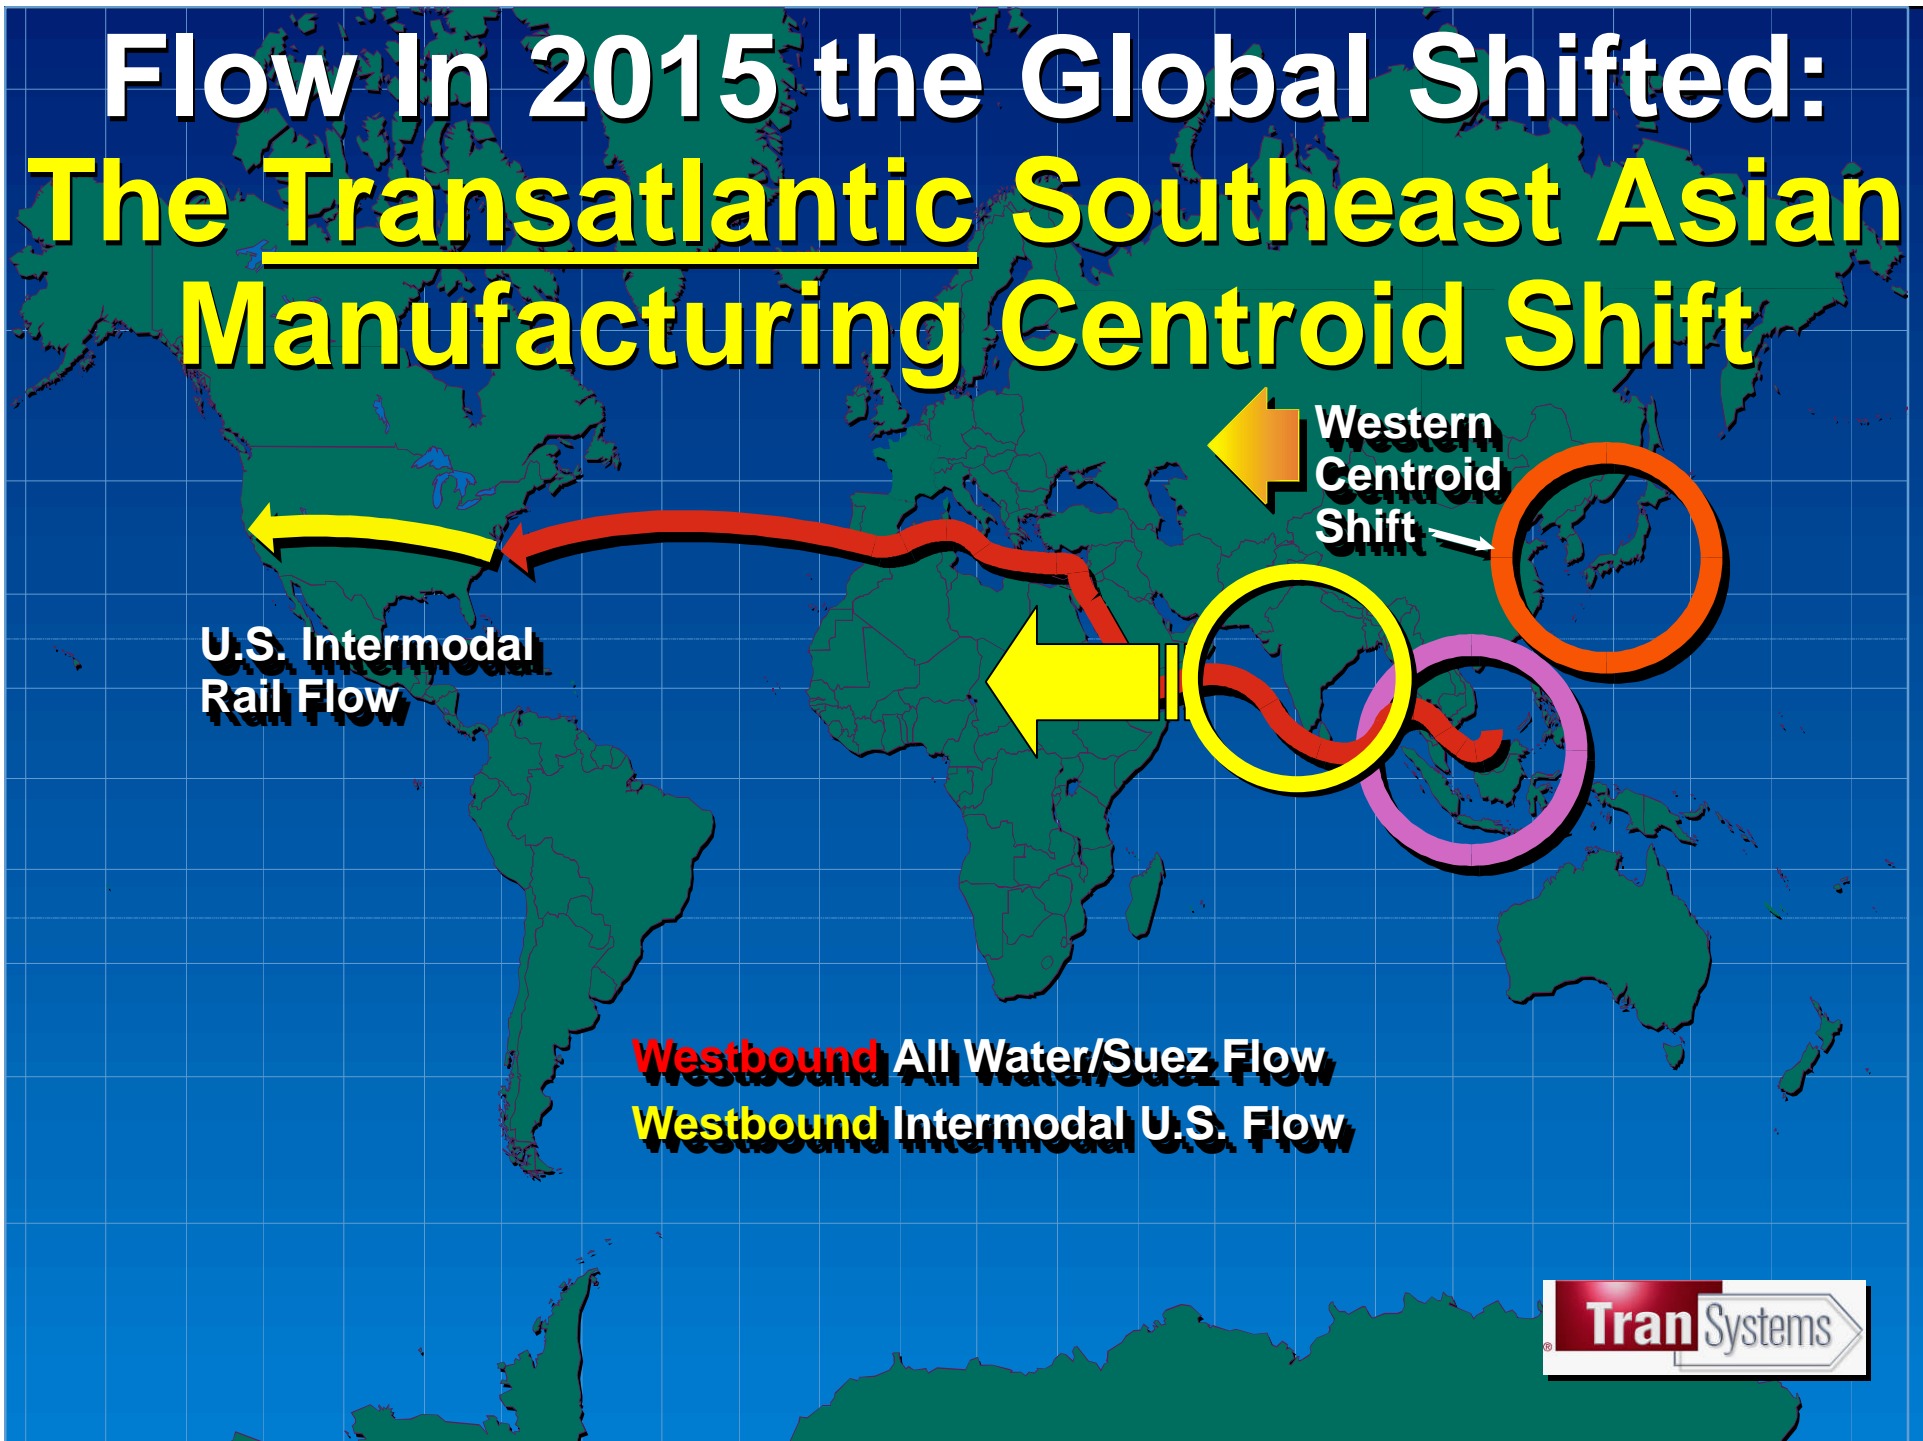 Flow In 2015 the Global Shifted:
The Transatlantic Southeast Asian
Manufacturing Centroid Shift
Western
Centroid
Shift
U.S. Intermodal
Rail Flow
Westbound All Water/Suez Flow
Westbound Intermodal U.S. Flow
TranSystems
®